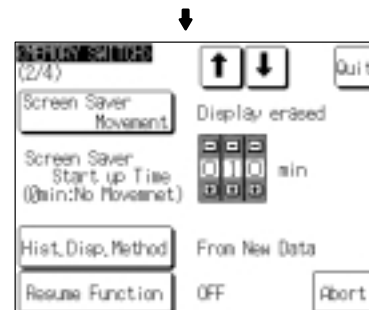 (MEMORY SWITCH)
(2/4)
Quit
Screen Saver
Movement
Display erased
Screen Saver
Start up Time
(0min:No Movemnet)
010 min
Hist.Disp.Method
From New Data
Resume Function
OFF
Abort